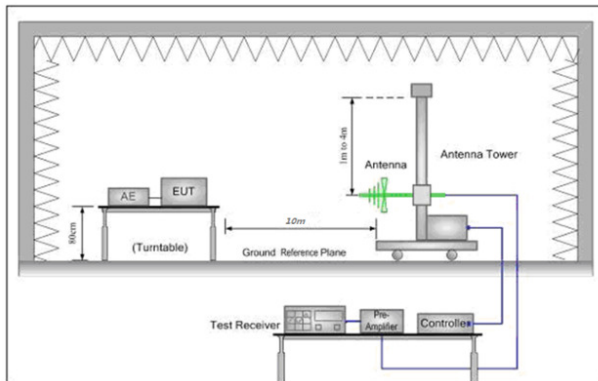 1m to 4m
Antenna
Antenna Tower
AE
EUT
80cm
(Turntable)
10m
Ground Reference Plane
Test Receiver
Pre-
Amplifier
Controller